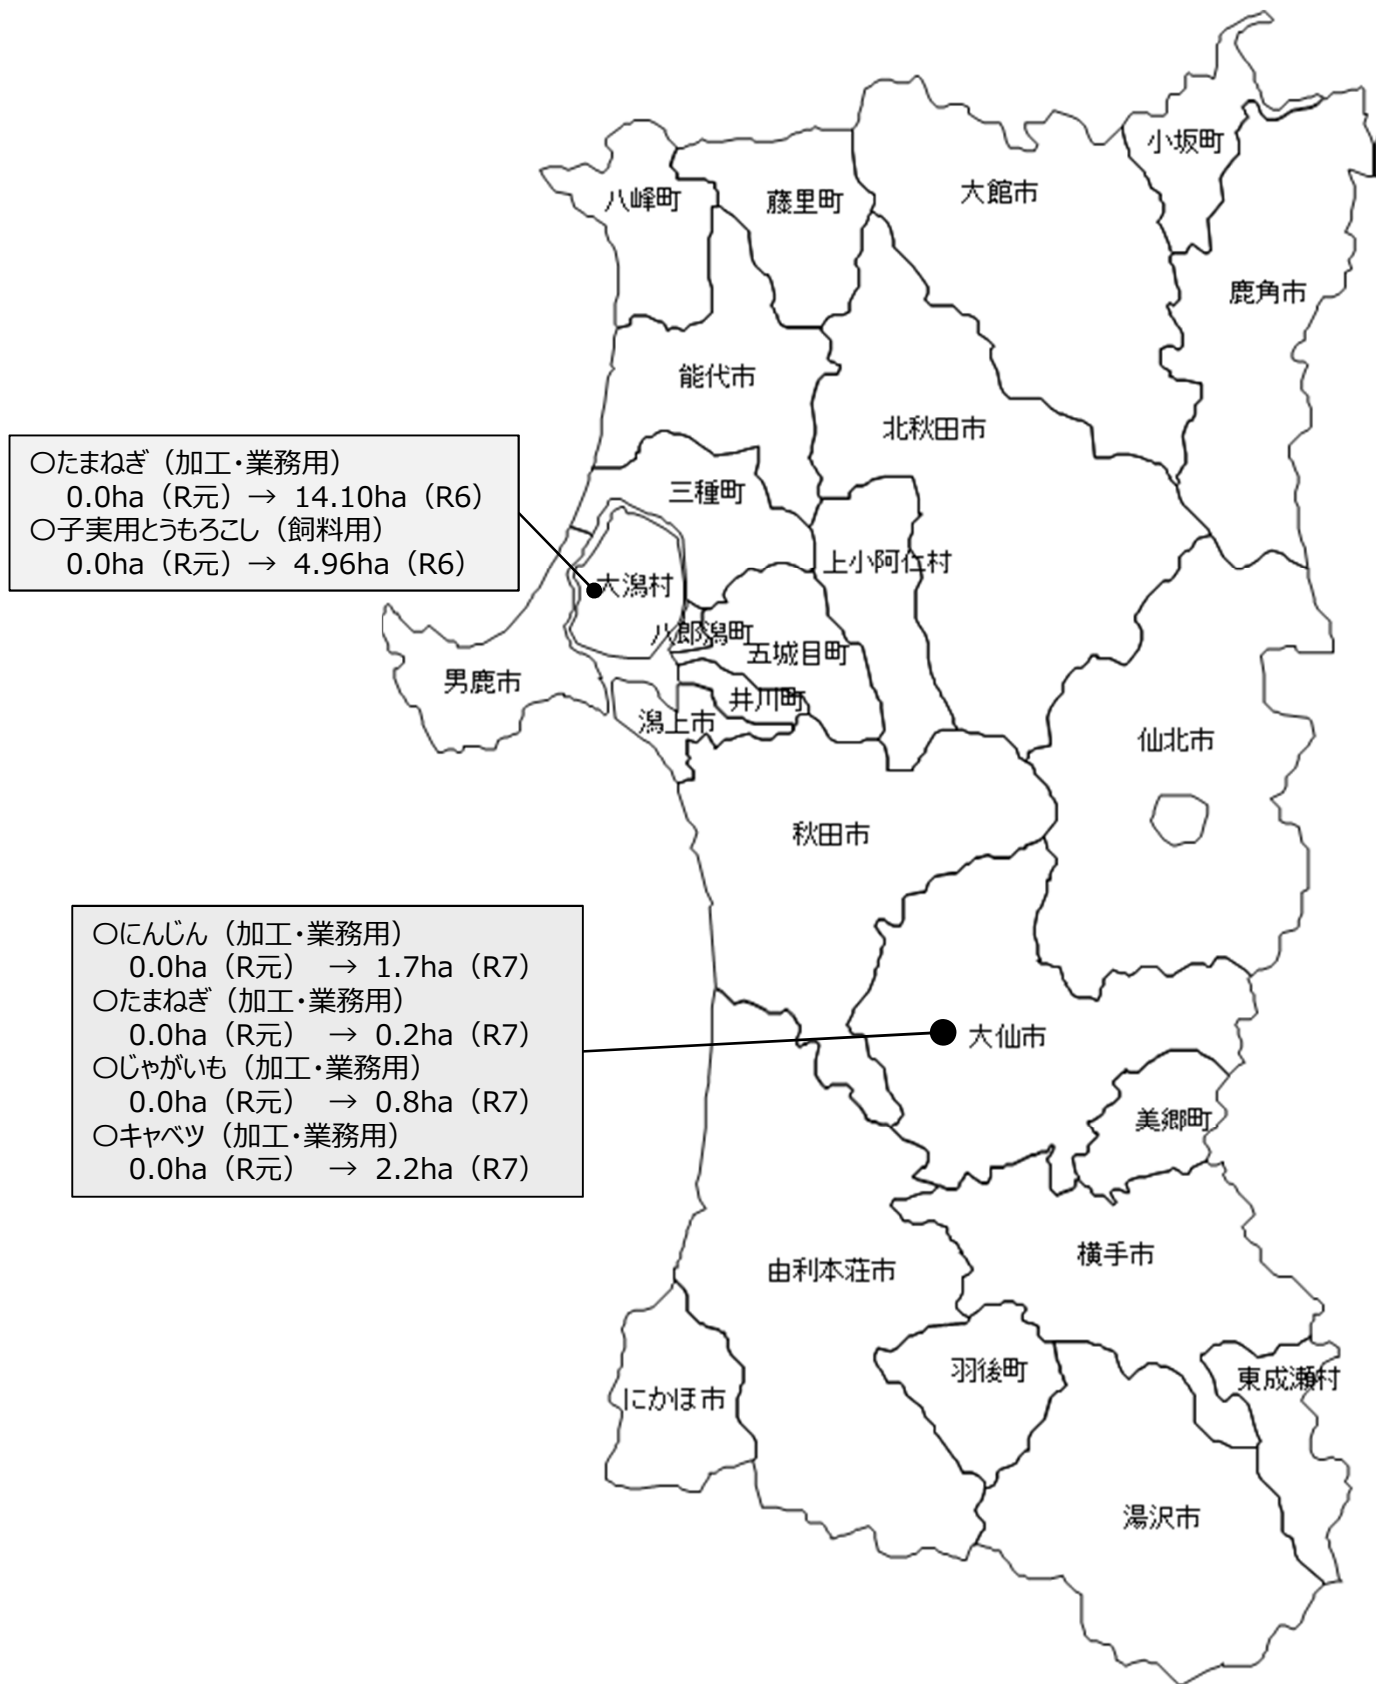 小坂町
八峰町
藤里町
大館市
鹿角市
能代市
北秋田市
〇たまねぎ（加工・業務用）
0.0ha（R元）→ 14.10ha（R6）
〇子実用とうもろこし（飼料用）
0.0ha（R元）→ 4.96ha（R6）
三種町
上小阿仁村
大潟村
八郎潟町
五城目町
男鹿市
井川町
潟上市
仙北市
秋田市
〇にんじん（加工・業務用）
0.0ha（R元） → 1.7ha（R7）
〇たまねぎ（加工・業務用）
0.0ha（R元） → 0.2ha（R7）
〇じゃがいも（加工・業務用）
0.0ha（R元） → 0.8ha（R7）
〇キャベツ（加工・業務用）
0.0ha（R元） → 2.2ha（R7）
大仙市
美郷町
横手市
由利本荘市
羽後町
東成瀬村
にかほ市
湯沢市